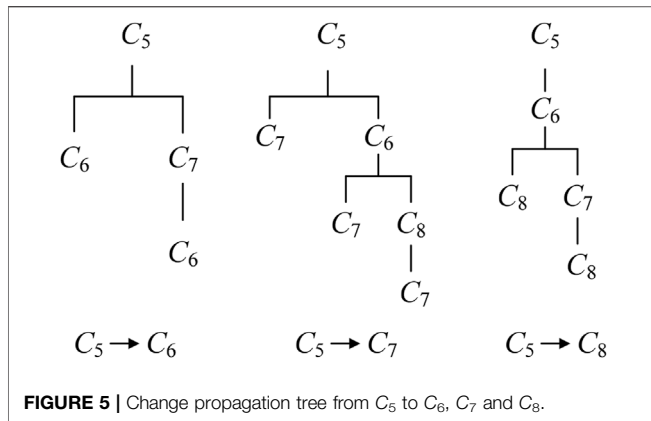 C₅ C₅ C₅
C₆
C₆ C₇ C₇ C₆
C₈ C₇
C₇ C₈
C₆ C₈
C₇
C₅ → C₆ C₅ → C₇ C₅ → C₈
FIGURE 5 | Change propagation tree from C₅ to C₆, C₇ and C₈.